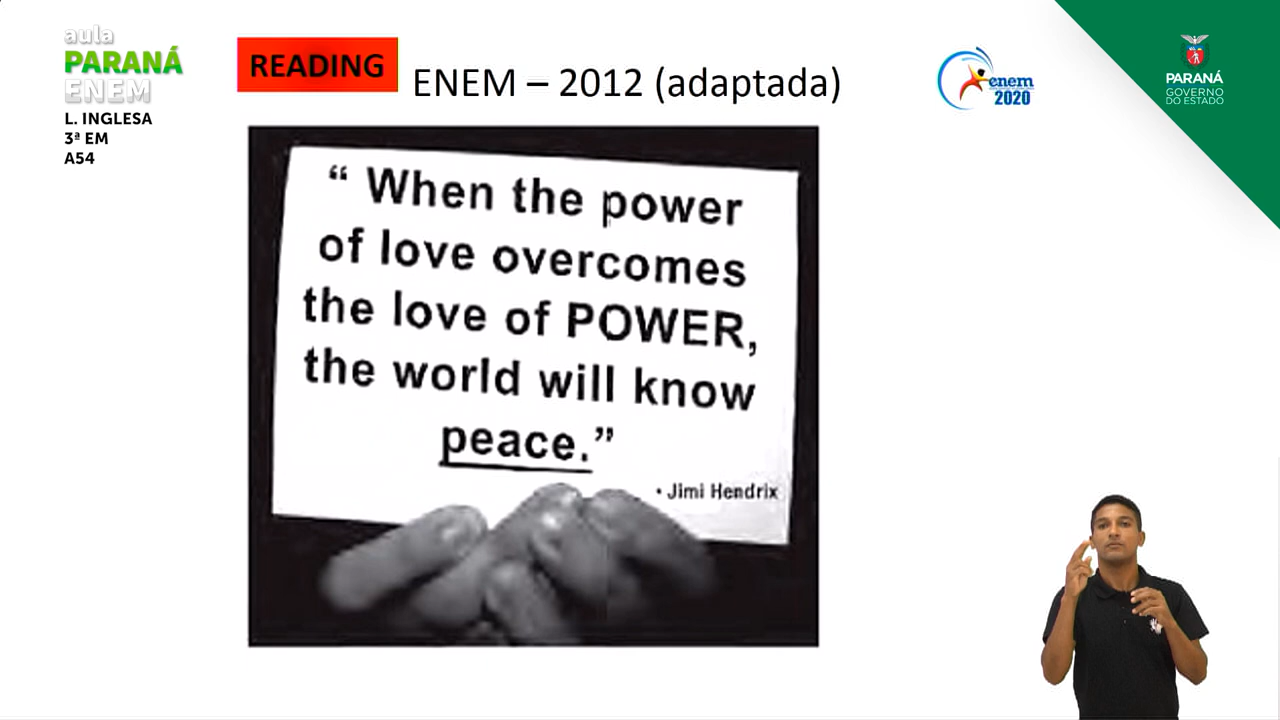 aula
PARANÁ
ENEM
L. INGLESA
3ª EM
A54
READING
ENEM – 2012 (adaptada)
enem
2020
PARANÁ
GOVERNO
DO ESTADO
“ When the power
of love overcomes
the love of POWER,
the world will know
peace.”
• Jimi Hendrix